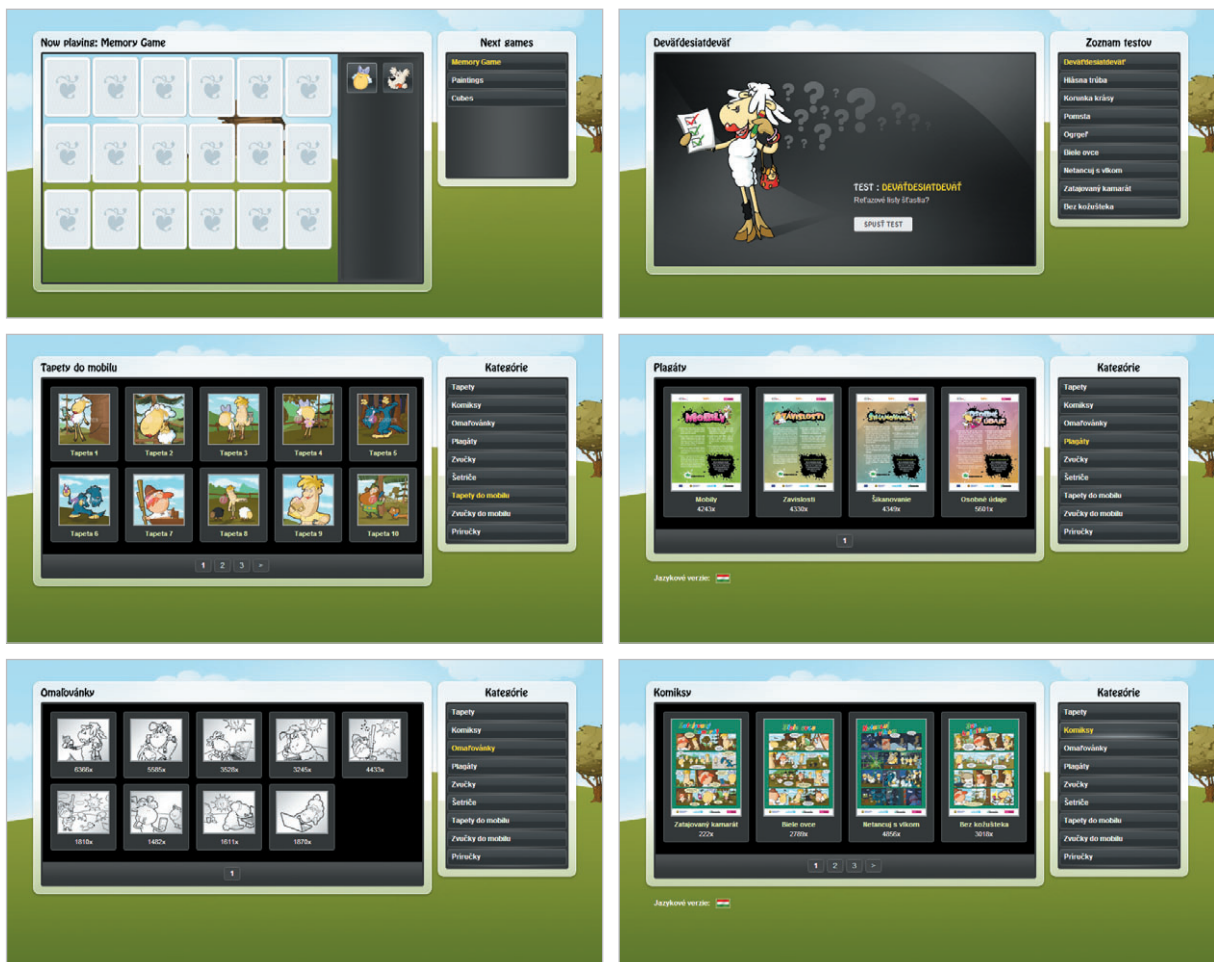 Now playing: Memory Game
Next games
Memory Game
Paintings
Cubes
Deväťdesiatdeväť
Zoznam testov
Deväťdesiatdeväť
Hlásna trúba
Korunka krásy
Pomsta
Ogrgeľ
Biele ovce
Netancuj s vlkom
Zatajovaný kamarát
Bez kožušteka
TEST : DEVÄŤDESIATDEVÄŤ
Reťazové listy šťastia?
SPUSŤ TEST
Tapety do mobilu
Kategórie
Tapety
Komiksy
Omaľovánky
Plagáty
Zvučky
Šetriče
Tapety do mobilu
Zvučky do mobilu
Príručky
Tapeta 1
Tapeta 2
Tapeta 3
Tapeta 4
Tapeta 5
Tapeta 6
Tapeta 7
Tapeta 8
Tapeta 9
Tapeta 10
1 2 3 >
Plagáty
Kategórie
Tapety
Komiksy
Omaľovánky
Plagáty
Zvučky
Šetriče
Tapety do mobilu
Zvučky do mobilu
Príručky
MOBILY
ZÁVISLOSTI
ŠIKANOVANIE
OSOBNÉ ÚDAJE
Mobily
4243x
Závislosti
4330x
Šikanovanie
4349x
Osobné údaje
5601x
1
Jazykové verzie:
Omaľovánky
Kategórie
Tapety
Komiksy
Omaľovánky
Plagáty
Zvučky
Šetriče
Tapety do mobilu
Zvučky do mobilu
Príručky
6366x
5585x
3528x
3245x
4433x
1810x
1482x
1611x
1870x
1
Komiksy
Kategórie
Tapety
Komiksy
Omaľovánky
Plagáty
Zvučky
Šetriče
Tapety do mobilu
Zvučky do mobilu
Príručky
Zatajovaný kamarát
222x
Biele ovce
2789x
Netancuj s vlkom
4856x
Bez kožušteka
3018x
1 2 3 >
Jazykové verzie: